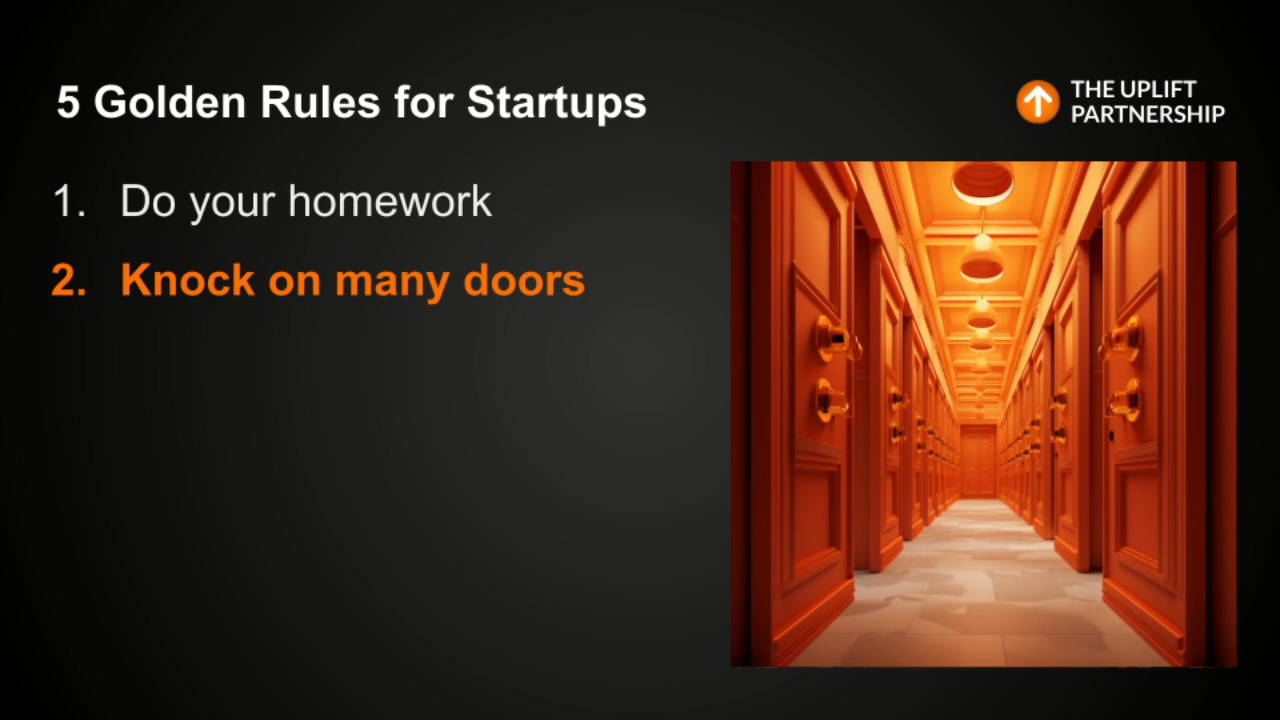 5 Golden Rules for Startups
THE UPLIFT
PARTNERSHIP
1. Do your homework
2. Knock on many doors